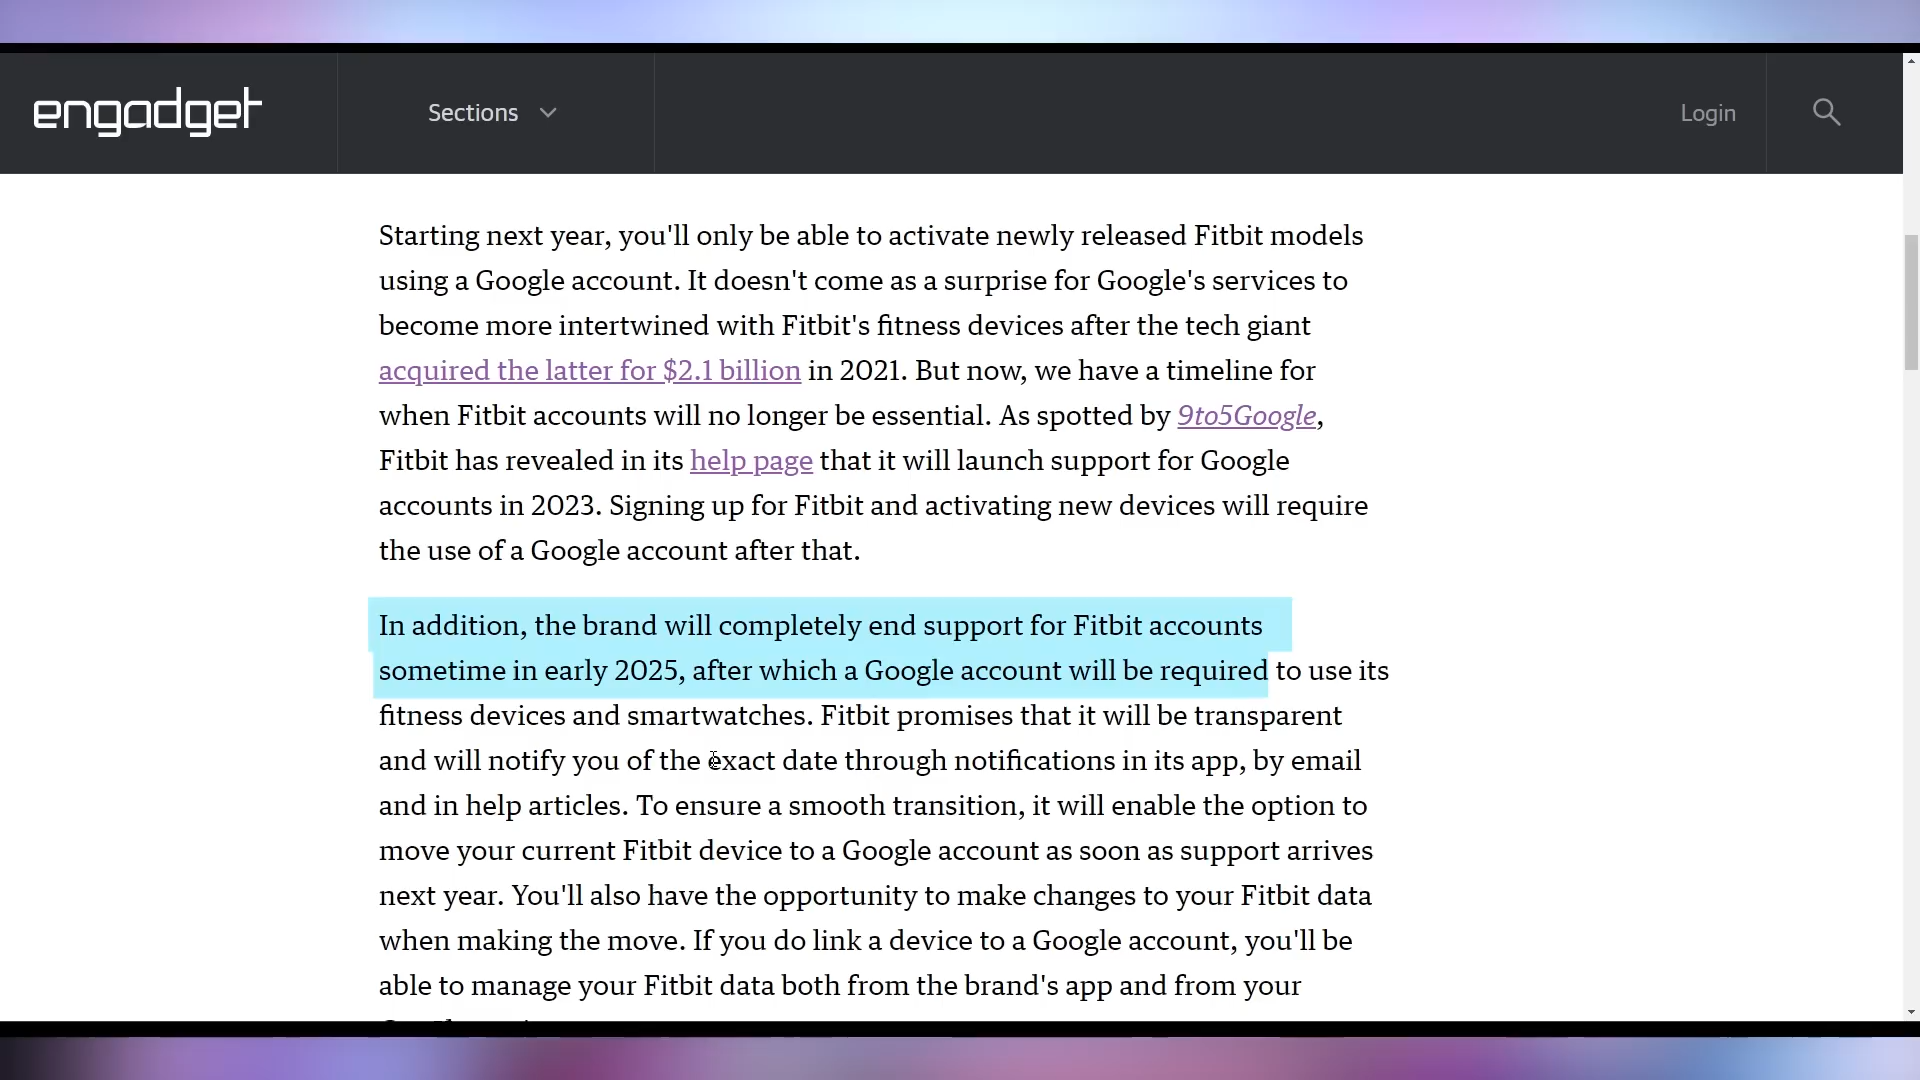 engadget
Sections
Login
Starting next year, you'll only be able to activate newly released Fitbit models
using a Google account. It doesn't come as a surprise for Google's services to
become more intertwined with Fitbit's fitness devices after the tech giant
acquired the latter for $2.1 billion in 2021. But now, we have a timeline for
when Fitbit accounts will no longer be essential. As spotted by 9to5Google,
Fitbit has revealed in its help page that it will launch support for Google
accounts in 2023. Signing up for Fitbit and activating new devices will require
the use of a Google account after that.
In addition, the brand will completely end support for Fitbit accounts
sometime in early 2025, after which a Google account will be required to use its
fitness devices and smartwatches. Fitbit promises that it will be transparent
and will notify you of the exact date through notifications in its app, by email
and in help articles. To ensure a smooth transition, it will enable the option to
move your current Fitbit device to a Google account as soon as support arrives
next year. You'll also have the opportunity to make changes to your Fitbit data
when making the move. If you do link a device to a Google account, you'll be
able to manage your Fitbit data both from the brand's app and from your